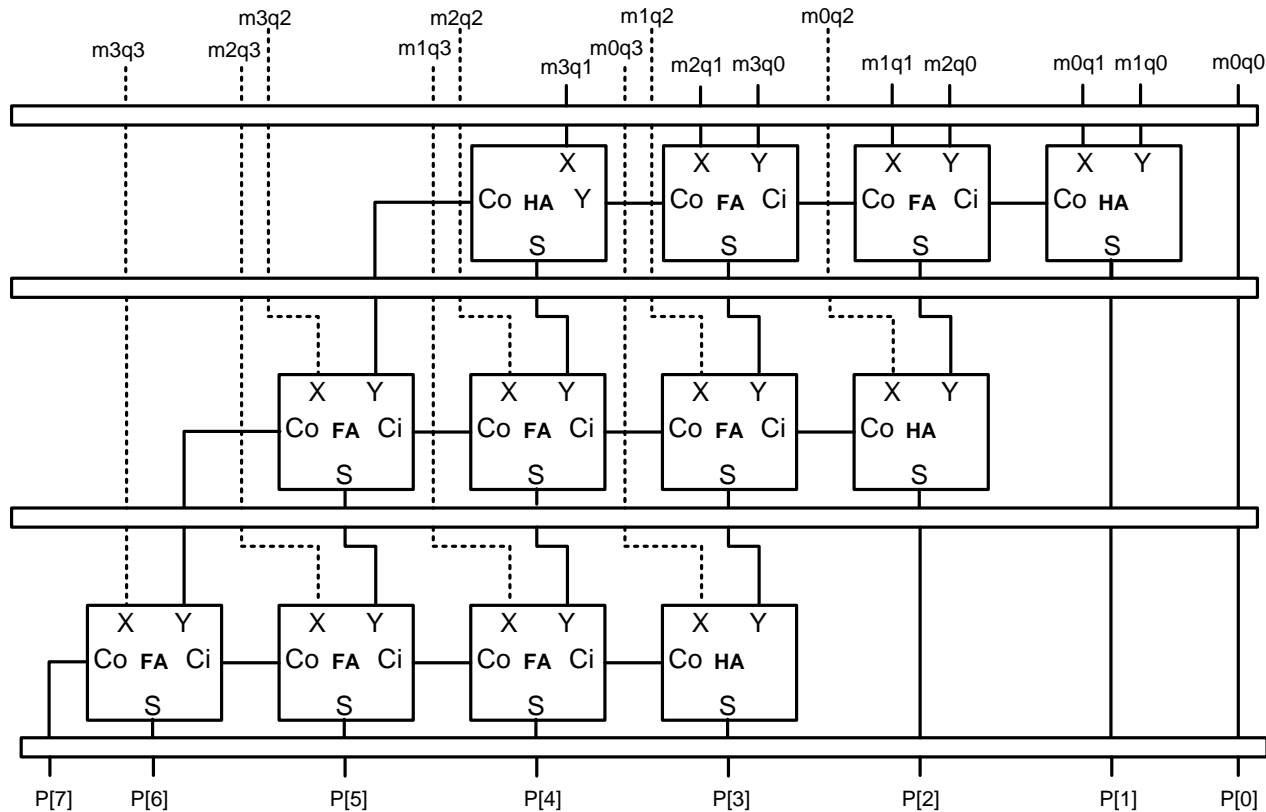 m3q2 m2q2 m1q2 m0q2
m3q3 m2q3 m1q3 m0q3
m3q1 m2q1 m3q0 m1q1 m2q0 m0q1 m1q0 m0q0
X X Y X Y X Y
Co HA Y Co FA Ci Co FA Ci Co HA
S S S S
X Y X Y X Y X Y
Co FA Ci Co FA Ci Co FA Ci Co HA
S S S S
X Y X Y X Y X Y
Co FA Ci Co FA Ci Co FA Ci Co HA
S S S S
P[7] P[6] P[5] P[4] P[3] P[2] P[1] P[0]